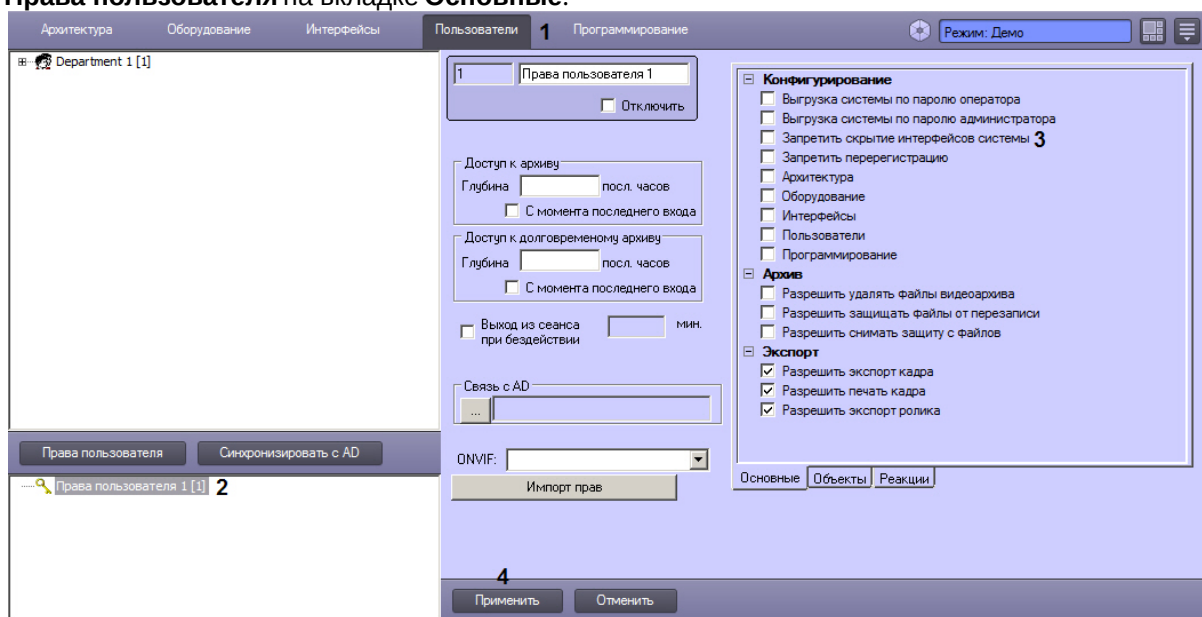 Права пользователя на вкладке Основные.
Архитектура Оборудование Интерфейсы Пользователи 1 Программирование Режим: Демо
Department 1 [1]
1 Права пользователя 1
Отключить
Доступ к архиву
Глубина посл. часов
С момента последнего входа
Доступ к долговременому архиву
Глубина посл. часов
С момента последнего входа
Выход из сеанса мин.
при бездействии
Связь с AD
...
ONVIF:
Импорт прав
Конфигурирование
Выгрузка системы по паролю оператора
Выгрузка системы по паролю администратора
Запретить скрытие интерфейсов системы 3
Запретить перерегистрацию
Архитектура
Оборудование
Интерфейсы
Пользователи
Программирование
Архив
Разрешить удалять файлы видеоархива
Разрешить защищать файлы от перезаписи
Разрешить снимать защиту с файлов
Экспорт
Разрешить экспорт кадра
Разрешить печать кадра
Разрешить экспорт ролика
Основные Объекты Реакции
Права пользователя Синхронизировать с AD
Права пользователя 1 [1] 2
4
Применить Отменить